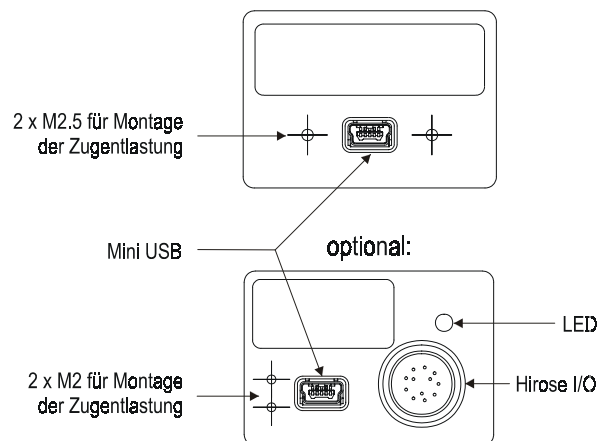 2 x M2.5 für Montage
der Zugentlastung
Mini USB
optional:
LED
2 x M2 für Montage
der Zugentlastung
Hirose I/O